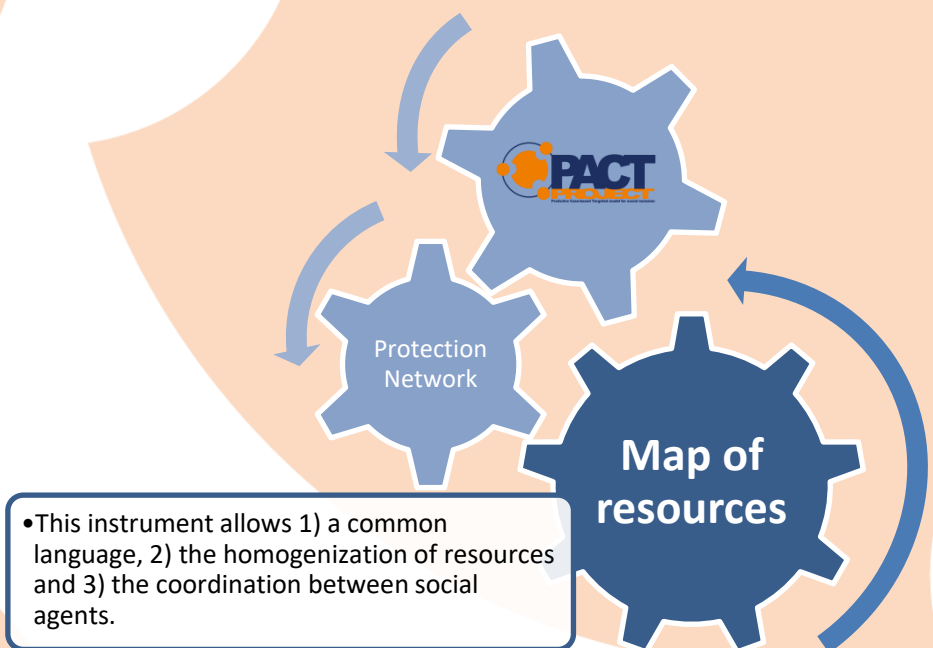 PACT
PROJECT
Protection
Network
Map of
resources
•This instrument allows 1) a common
language, 2) the homogenization of resources
and 3) the coordination between social
agents.